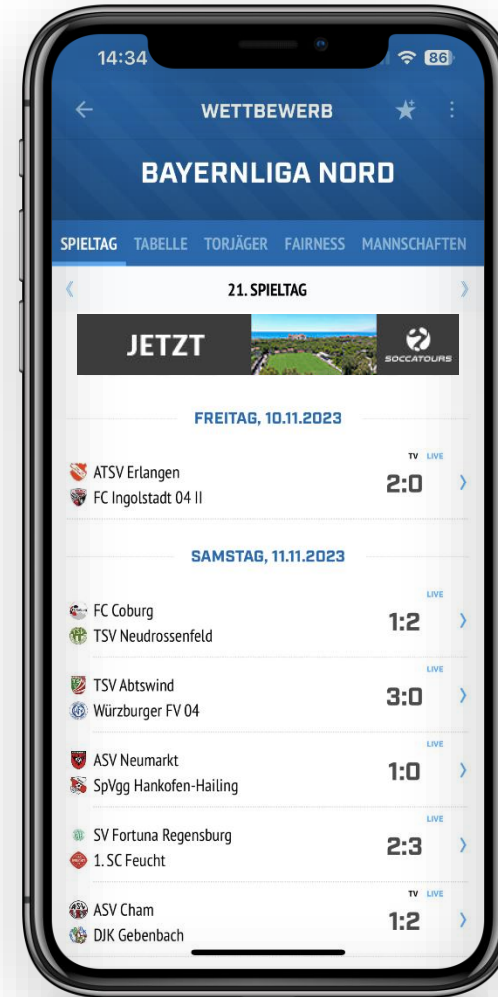 14:34
86
WETTBEWERB
BAYERNLIGA NORD
SPIELTAG TABELLE TORJÄGER FAIRNESS MANNSCHAFTEN
21. SPIELTAG
JETZT
SOCCATOURS
FREITAG, 10.11.2023
TV LIVE
ATSV Erlangen
2:0
FC Ingolstadt 04 II
SAMSTAG, 11.11.2023
LIVE
FC Coburg
1:2
TSV Neudrossenfeld
LIVE
TSV Abtswind
3:0
Würzburger FV 04
LIVE
ASV Neumarkt
1:0
SpVgg Hankofen-Hailing
LIVE
SV Fortuna Regensburg
2:3
1. SC Feucht
TV LIVE
ASV Cham
1:2
DJK Gebenbach